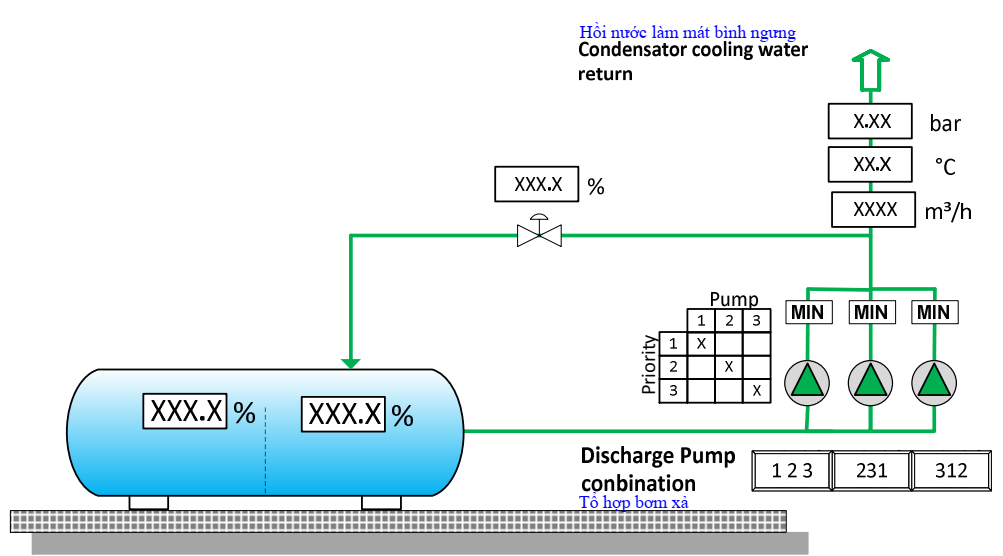 Hồi nước làm mát bình ngưng
Condensator cooling water
return
X.XX bar
XX.X °C
XXXX m³/h
XXX.X %
MIN MIN MIN
Pump
1 2 3
Priority
1 X
2 X
3 X
XXX.X % XXX.X %
Discharge Pump
conbination
Tổ hợp bơm xả
1 2 3 231 312